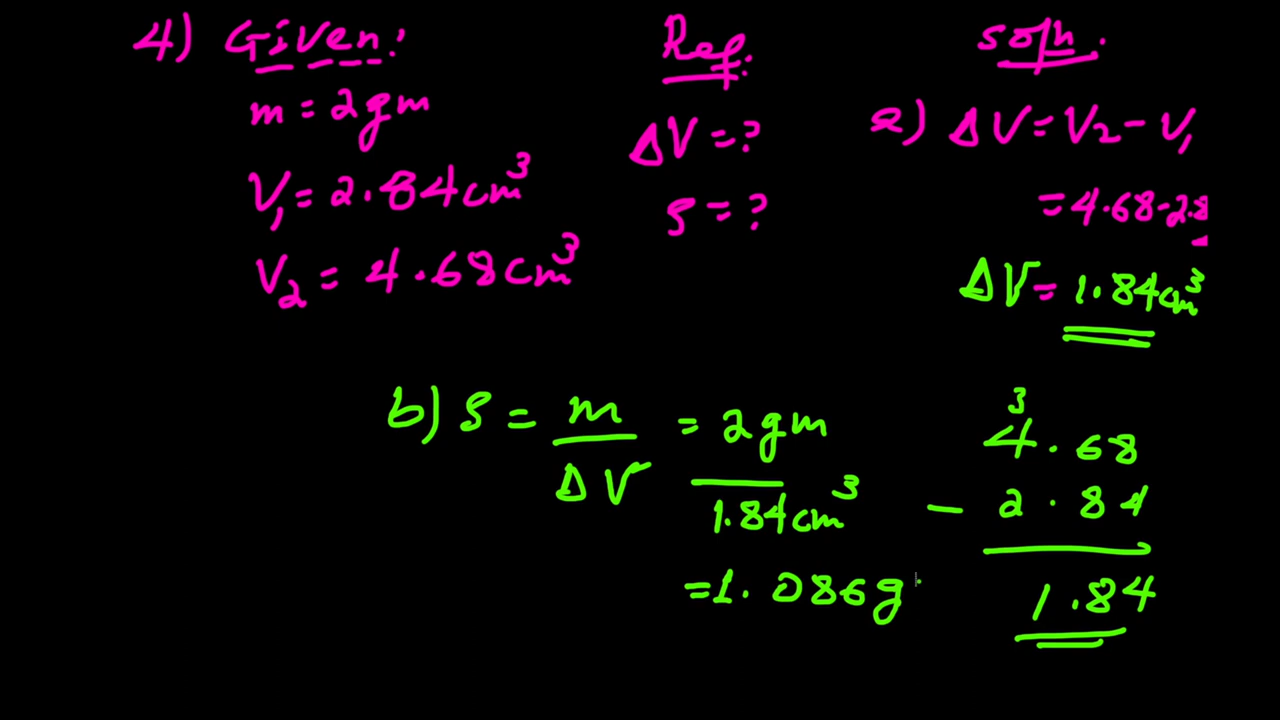 4) Given:
m = 2gm
V₁ = 2.84cm³
V₂ = 4.68cm³
Req:
ΔV = ?
ρ = ?
soln.
a) ΔV = V₂ - V₁
= 4.68 - 2.8
ΔV = 1.84cm³
b) ρ = m/ΔV = 2gm/1.84cm³
= 1.086g
3
4.68
- 2.84
1.84